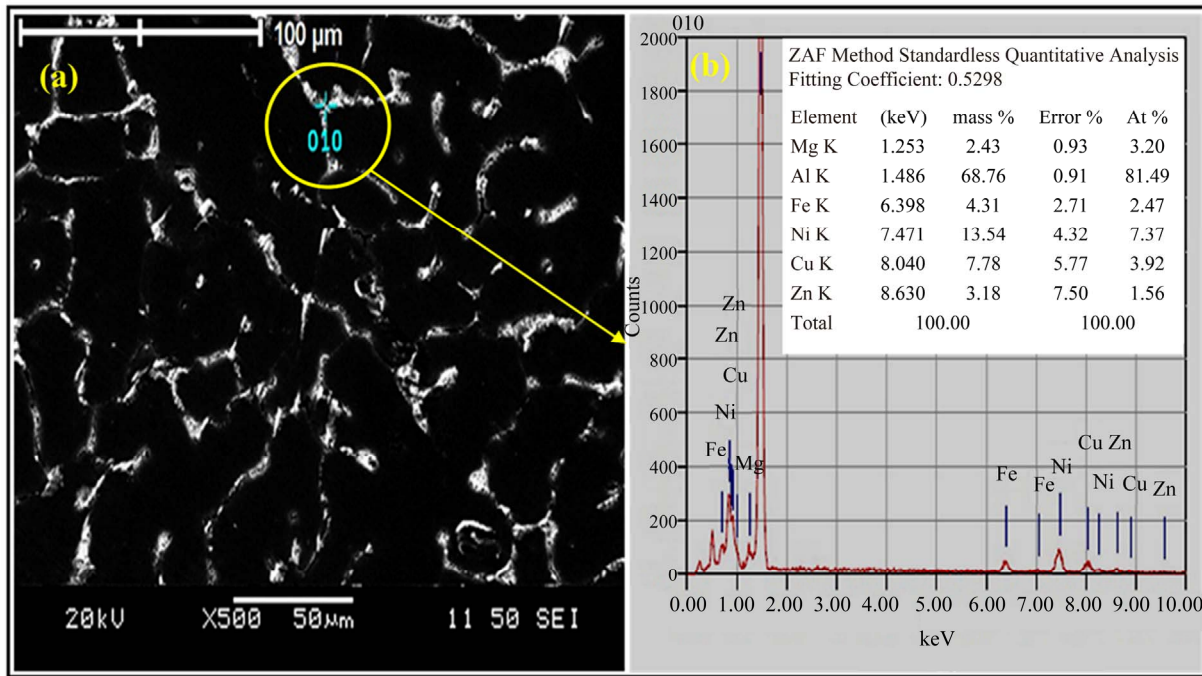 100 μm
(a)
010
20kV X500 50μm 11 50 SEI
010
(b)
ZAF Method Standardless Quantitative Analysis
Fitting Coefficient: 0.5298
Element (keV) mass % Error % At %
Mg K 1.253 2.43 0.93 3.20
Al K 1.486 68.76 0.91 81.49
Fe K 6.398 4.31 2.71 2.47
Ni K 7.471 13.54 4.32 7.37
Cu K 8.040 7.78 5.77 3.92
Zn K 8.630 3.18 7.50 1.56
Total 100.00 100.00
Counts
2000
1800
1600
1400
1200
1000
800
600
400
200
0
Zn
Zn
Cu
Ni
Fe Mg
Cu Zn
Fe Ni Ni Cu
Fe Zn
0.00 1.00 2.00 3.00 4.00 5.00 6.00 7.00 8.00 9.00 10.00
keV